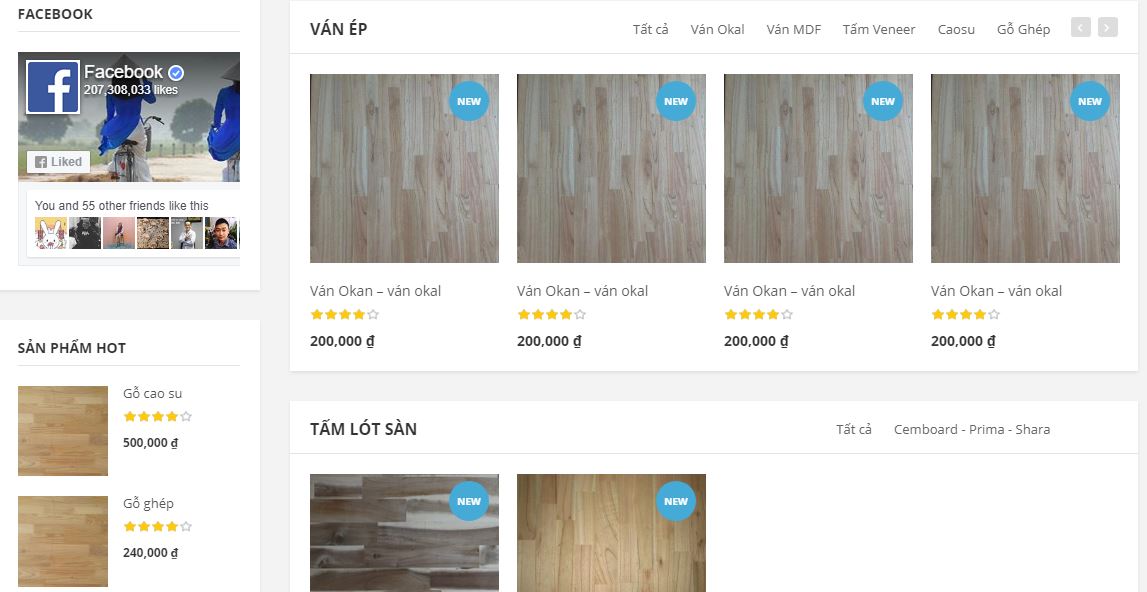 FACEBOOK
Facebook
207,308,033 likes
Liked
You and 55 other friends like this
SẢN PHẨM HOT
Gỗ cao su
500,000 ₫
Gỗ ghép
240,000 ₫
VÁN ÉP
Tất cả Ván Okal Ván MDF Tấm Veneer Caosu Gỗ Ghép
NEW NEW NEW NEW
Ván Okan – ván okal Ván Okan – ván okal Ván Okan – ván okal Ván Okan – ván okal
200,000 ₫ 200,000 ₫ 200,000 ₫ 200,000 ₫
TẤM LÓT SÀN
Tất cả Cemboard - Prima - Shara
NEW NEW